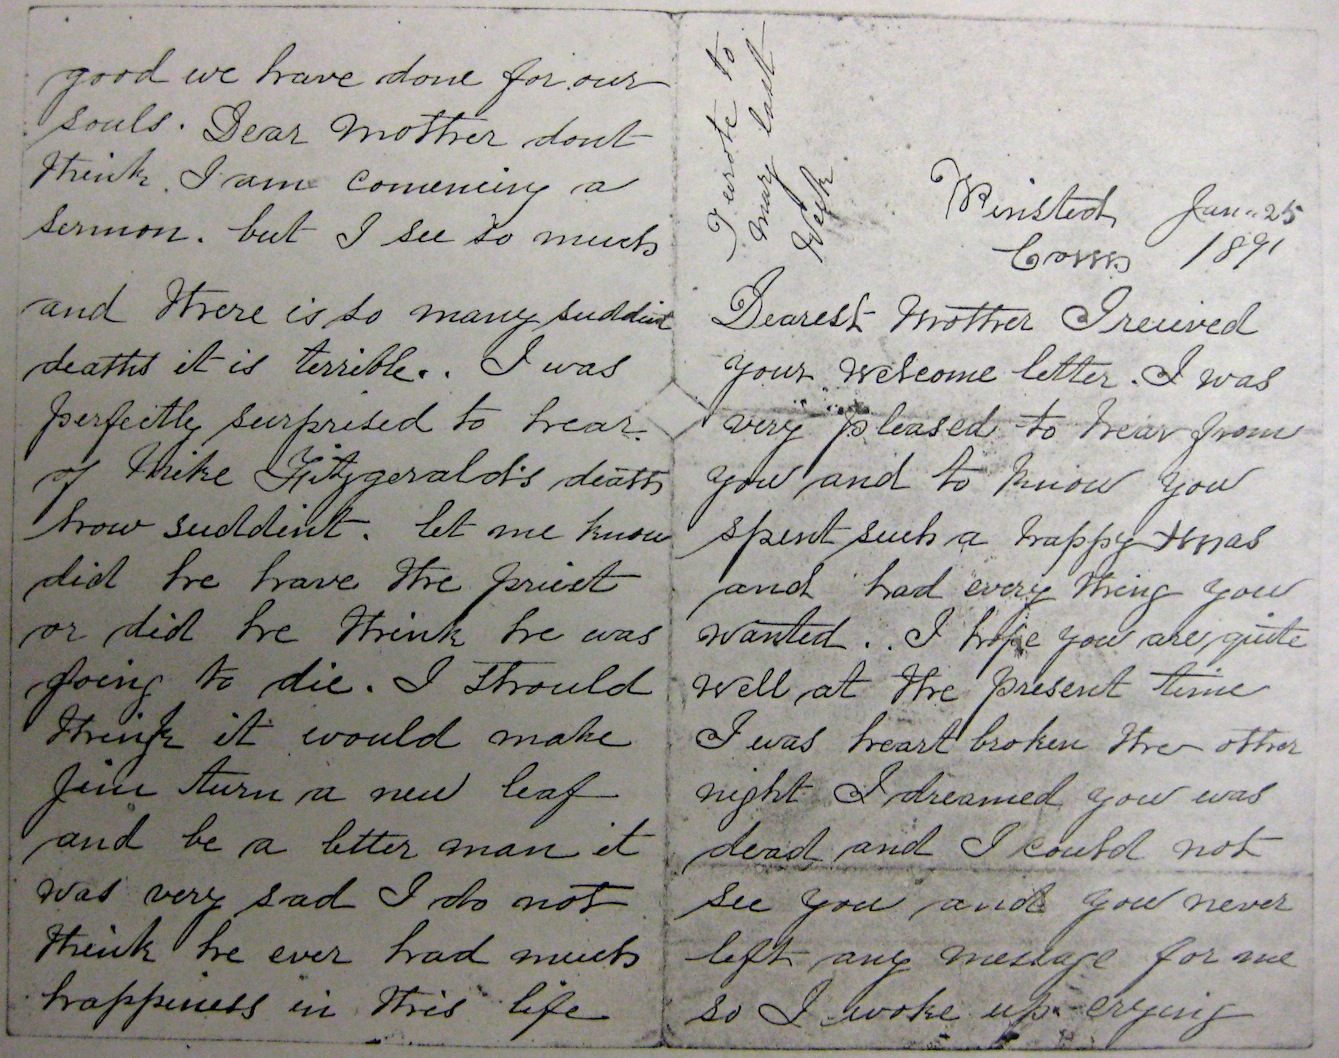 Winsted Jan. 25
Conn 1891
I wrote to
Mary last
Week
Dearest Mother I recived
your welcome letter. I was
very pleased to hear from
you and to know you
spent such a happy Xmas
and had every thing you
wanted.. I hope you are quite
well at the present time
I was heart broken the other
night I dreamed you was
dead and I could not
see you and you never
left any message for me
so I woke up crying
good we have done for our
souls. Dear Mother dont
think I am comencing a
sermon. but I see so much
and there is so many suddint
deaths it is terrible.. I was
perfectly surprised to hear
of Mike Fitzgerald's death
how suddint. let me know
did he have the priest
or did he think he was
going to die. I should
think it would make
Jim turn a new leaf
and be a better man it
was very sad I do not
think he ever had much
happiness in this life